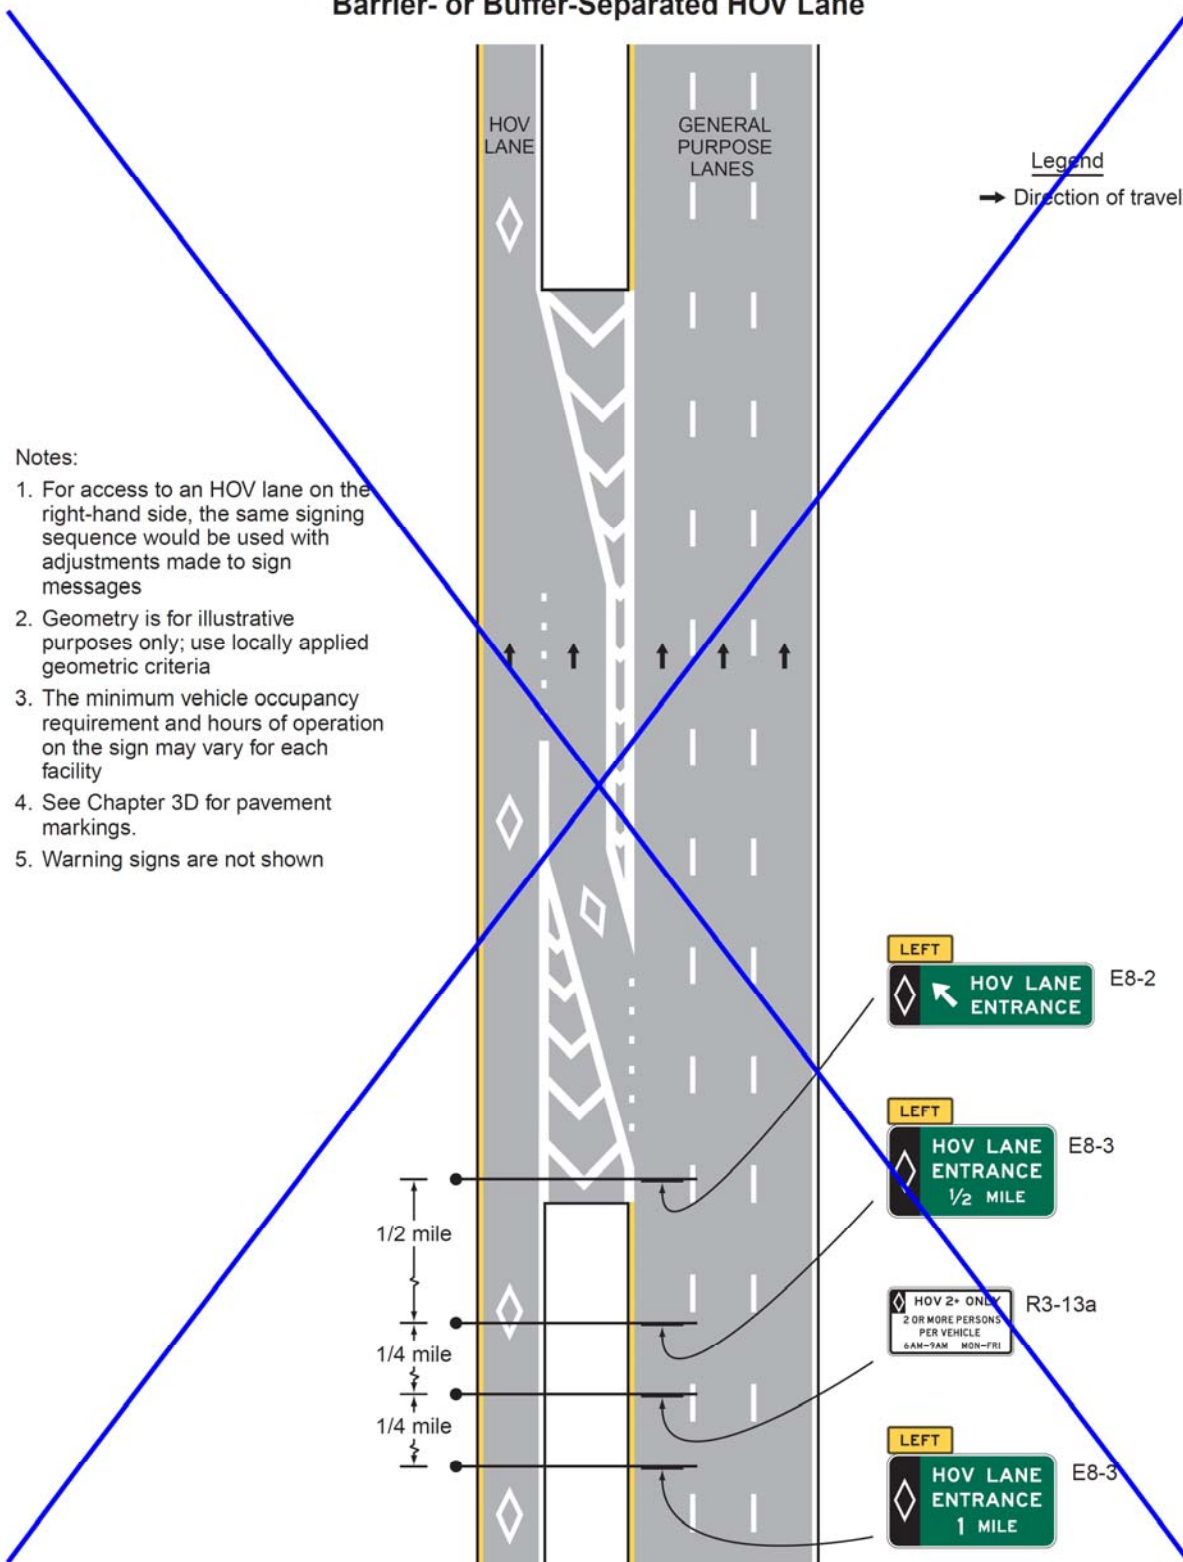 Barrier- or Buffer-Separated HOV Lane
HOV
LANE
GENERAL
PURPOSE
LANES
Legend
Direction of travel
Notes:
1. For access to an HOV lane on the
right-hand side, the same signing
sequence would be used with
adjustments made to sign
messages
2. Geometry is for illustrative
purposes only; use locally applied
geometric criteria
3. The minimum vehicle occupancy
requirement and hours of operation
on the sign may vary for each
facility
4. See Chapter 3D for pavement
markings.
5. Warning signs are not shown
LEFT
HOV LANE
ENTRANCE
E8-2
LEFT
HOV LANE
ENTRANCE
1/2 MILE
E8-3
1/2 mile
HOV 2+ ONLY
2 OR MORE PERSONS
PER VEHICLE
6AM-9AM MON-FRI
R3-13a
1/4 mile
1/4 mile
LEFT
HOV LANE
ENTRANCE
1 MILE
E8-3